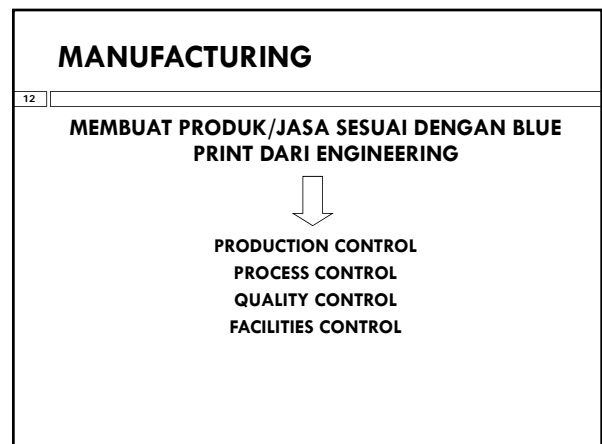 MANUFACTURING
12
MEMBUAT PRODUK/JASA SESUAI DENGAN BLUE
PRINT DARI ENGINEERING
PRODUCTION CONTROL
PROCESS CONTROL
QUALITY CONTROL
FACILITIES CONTROL